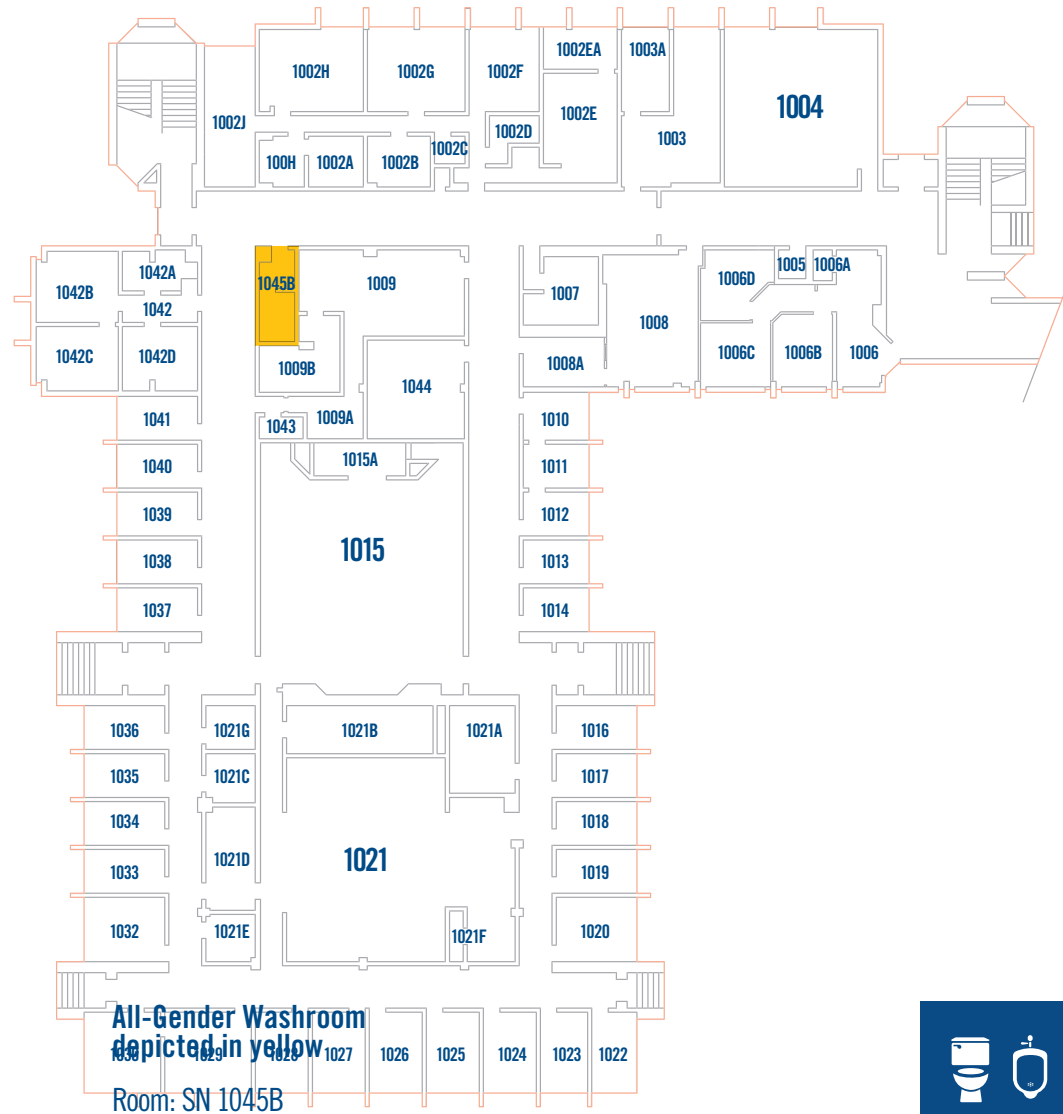 1002H
1002G
1002F
1002EA
1003A
1002J
1002E
1003
1004
1002D
100H
1002A
1002B
1002C
1042A
1042B
1042
1042C
1042D
1045B
1009
1009B
1009A
1043
1044
1007
1008
1008A
1006D
1005
1006A
1006C
1006B
1006
1041
1040
1039
1038
1037
1015A
1015
1010
1011
1012
1013
1014
1036
1035
1034
1033
1032
1021G
1021C
1021D
1021E
1021B
1021A
1021
1021F
1016
1017
1018
1019
1020
1030
1029
1028
1027
1026
1025
1024
1023
1022
All-Gender Washroom
depicted in yellow
Room: SN 1045B